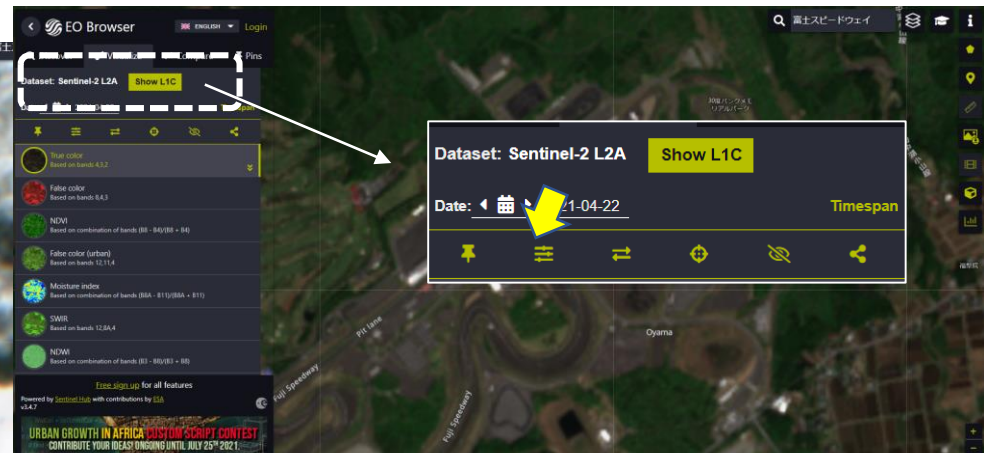 EO Browser
ENGLISH
Login
Pins
Dataset: Sentinel-2 L2A
Show L1C
True color
Based on bands 4,3,2
False color
Based on bands 8,4,3
NDVI
Based on combination of bands (B8 - B4)/(B8 + B4)
False color (urban)
Based on bands 12,11,4
Moisture index
Based on combination of bands (B8A - B11)/(B8A + B11)
SWIR
Based on bands 12,8A,4
NDWI
Based on combination of bands (B3 - B8)/(B3 + B8)
Free sign up for all features
Powered by Sentinel Hub with contributions by ESA
v3.4.7
URBAN GROWTH IN AFRICA CUSTOM SCRIPT CONTEST
CONTRIBUTE YOUR IDEAS! ONGOING UNTIL JULY 25TH 2021.
富士スピードウェイ
Dataset: Sentinel-2 L2A
Show L1C
Date:
21-04-22
Timespan
Pit lane
Oyama
Fuji Speedway
Fuji Speedway